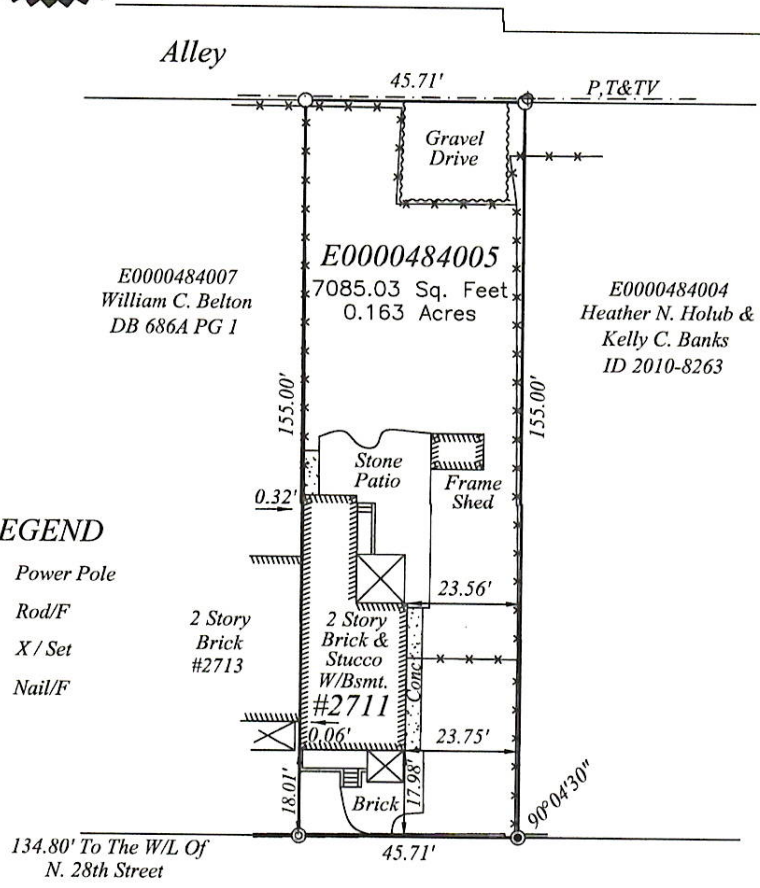 Alley
45.71'
P,T&TV
Gravel
Drive
E0000484005
7085.03 Sq. Feet
0.163 Acres
E0000484007
William C. Belton
DB 686A PG 1
E0000484004
Heather N. Holub &
Kelly C. Banks
ID 2010-8263
155.00'
155.00'
Stone
Patio
Frame
Shed
0.32'
EGEND
Power Pole
Rod/F
X / Set
Nail/F
2 Story
Brick
#2713
2 Story
Brick &
Stucco
W/Bsmt.
#2711
23.56'
Conc.
0.06'
23.75'
18.01'
Brick
17.98'
90°04'30"
134.80' To The W/L Of
N. 28th Street
45.71'